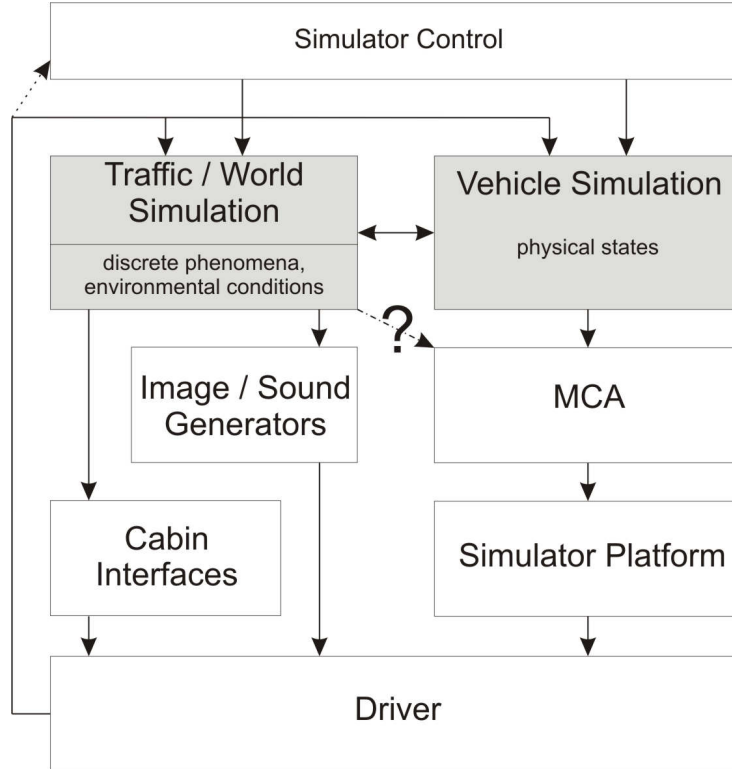 Simulator Control
Traffic / World
Simulation
Vehicle Simulation
discrete phenomena,
environmental conditions
physical states
?
Image / Sound
Generators
MCA
Cabin
Interfaces
Simulator Platform
Driver